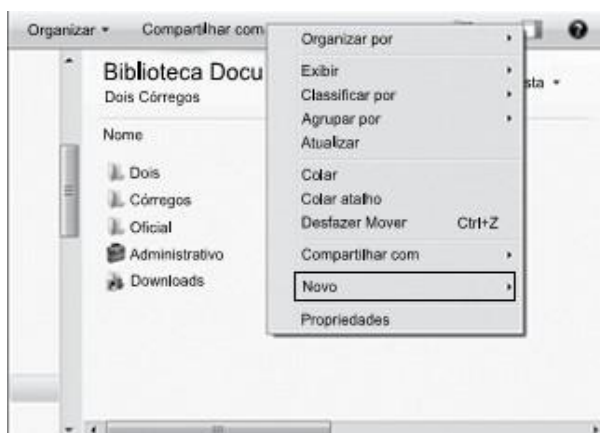 Organizar Compartilhar com
Organizar por
Biblioteca Docu
Dois Córregos
Exibir
sta
Classificar por
Agrupar por
Atualizar
Nome
Dois
Córregos
Oficial
Administrativo
Downloads
Colar
Colar atalho
Desfazer Mover Ctrl+Z
Compartilhar com
Novo
Propriedades